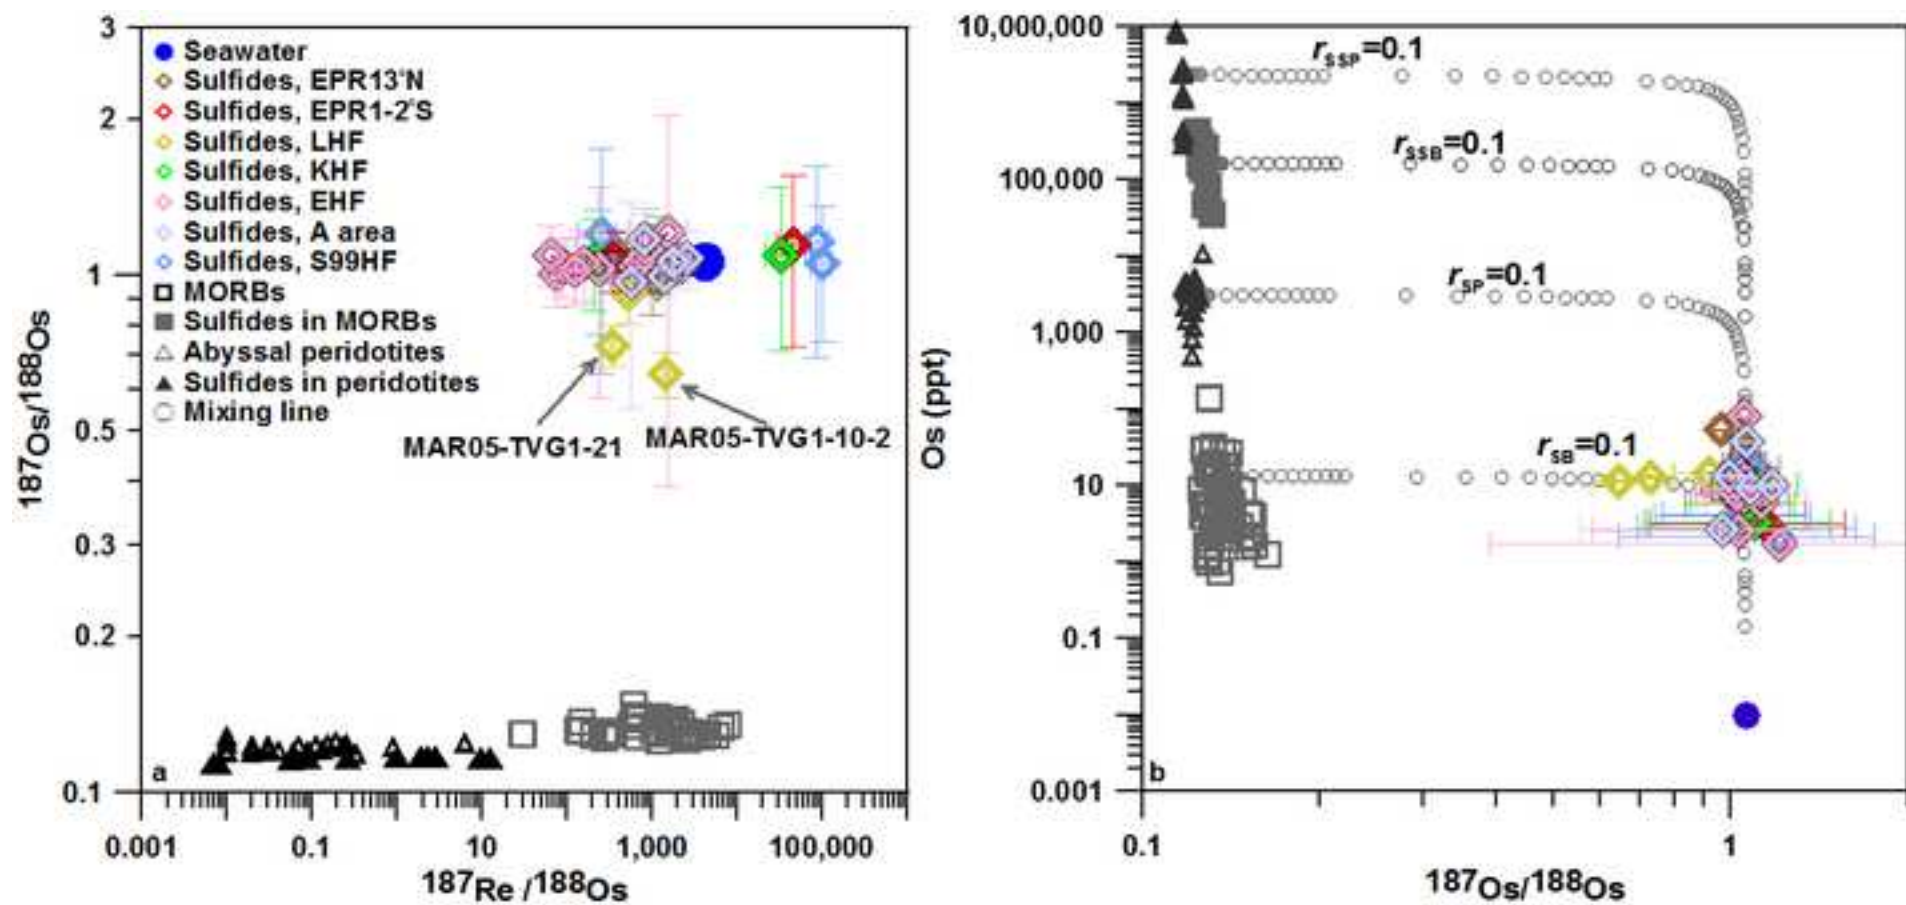 3
2
1
0.5
0.4
0.3
0.2
0.1
187Os/188Os
Seawater
Sulfides, EPR13°N
Sulfides, EPR1-2°S
Sulfides, LHF
Sulfides, KHF
Sulfides, EHF
Sulfides, A area
Sulfides, S99HF
MORBs
Sulfides in MORBs
Abyssal peridotites
Sulfides in peridotites
Mixing line
MAR05-TVG1-21
MAR05-TVG1-10-2
a
0.001
0.1
10
1,000
100,000
187Re /188Os
10,000,000
100,000
1,000
10
0.1
0.001
Os (ppt)
rSSP=0.1
rSSB=0.1
rSP=0.1
rSB=0.1
b
0.1
1
187Os/188Os